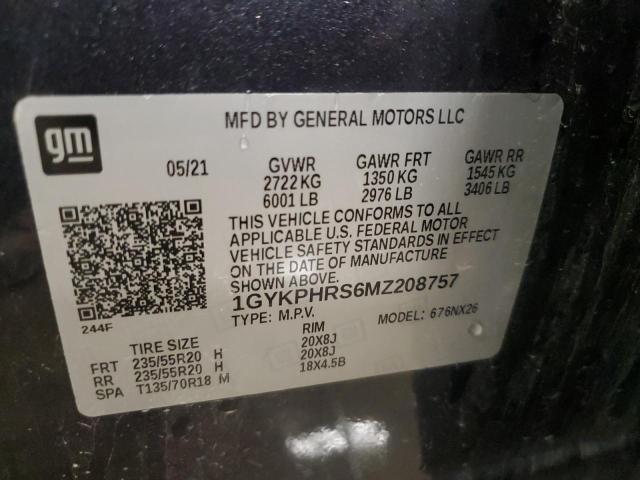 gm
MFD BY GENERAL MOTORS LLC
05/21 GVWR GAWR FRT GAWR RR
2722 KG 1350 KG 1545 KG
6001 LB 2976 LB 3406 LB
THIS VEHICLE CONFORMS TO ALL
APPLICABLE U.S. FEDERAL MOTOR
VEHICLE SAFETY STANDARDS IN EFFECT
ON THE DATE OF MANUFACTURE
SHOWN ABOVE.
1GYKPHRS6MZ208757
244F TYPE: M.P.V. MODEL: 676NX26
TIRE SIZE RIM
FRT 235/55R20 H 20X8J
RR 235/55R20 H 20X8J
SPA T135/70R18 M 18X4.5B